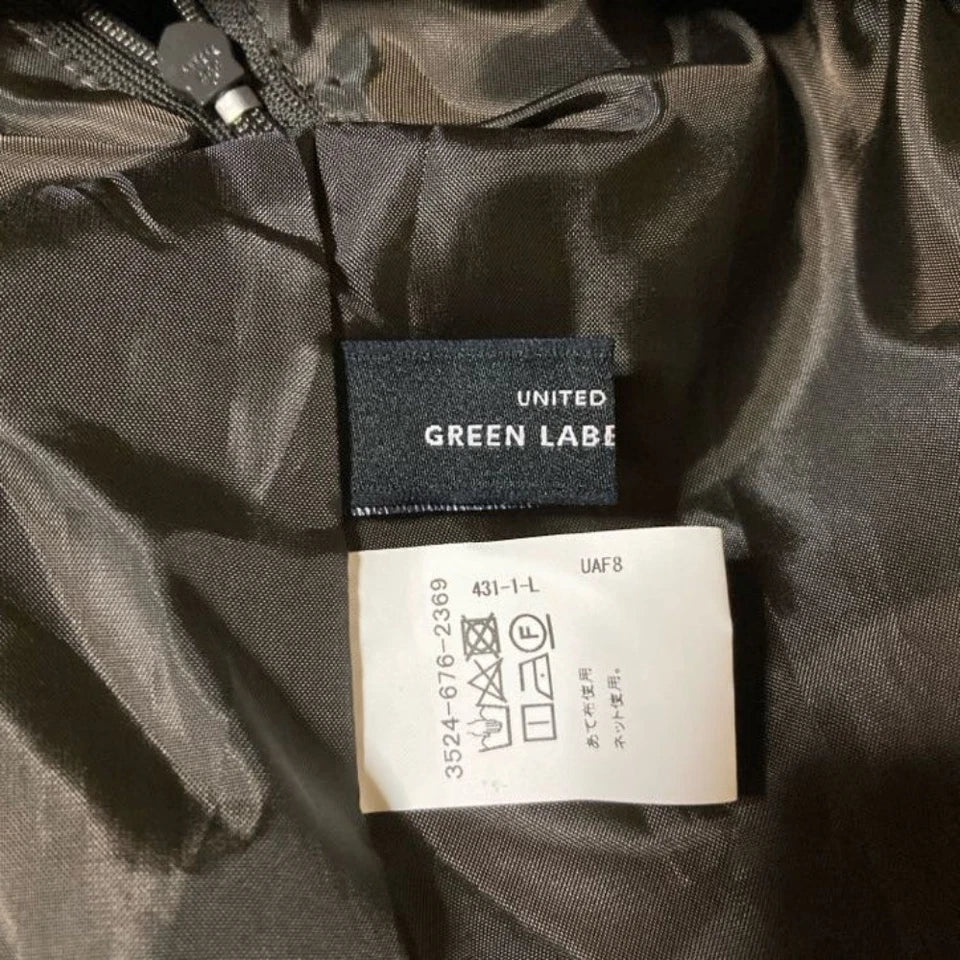 UNITED
GREEN LABE
UAF8
431-1-L
3524-676-2369
F
あて布使用
ネット使用。